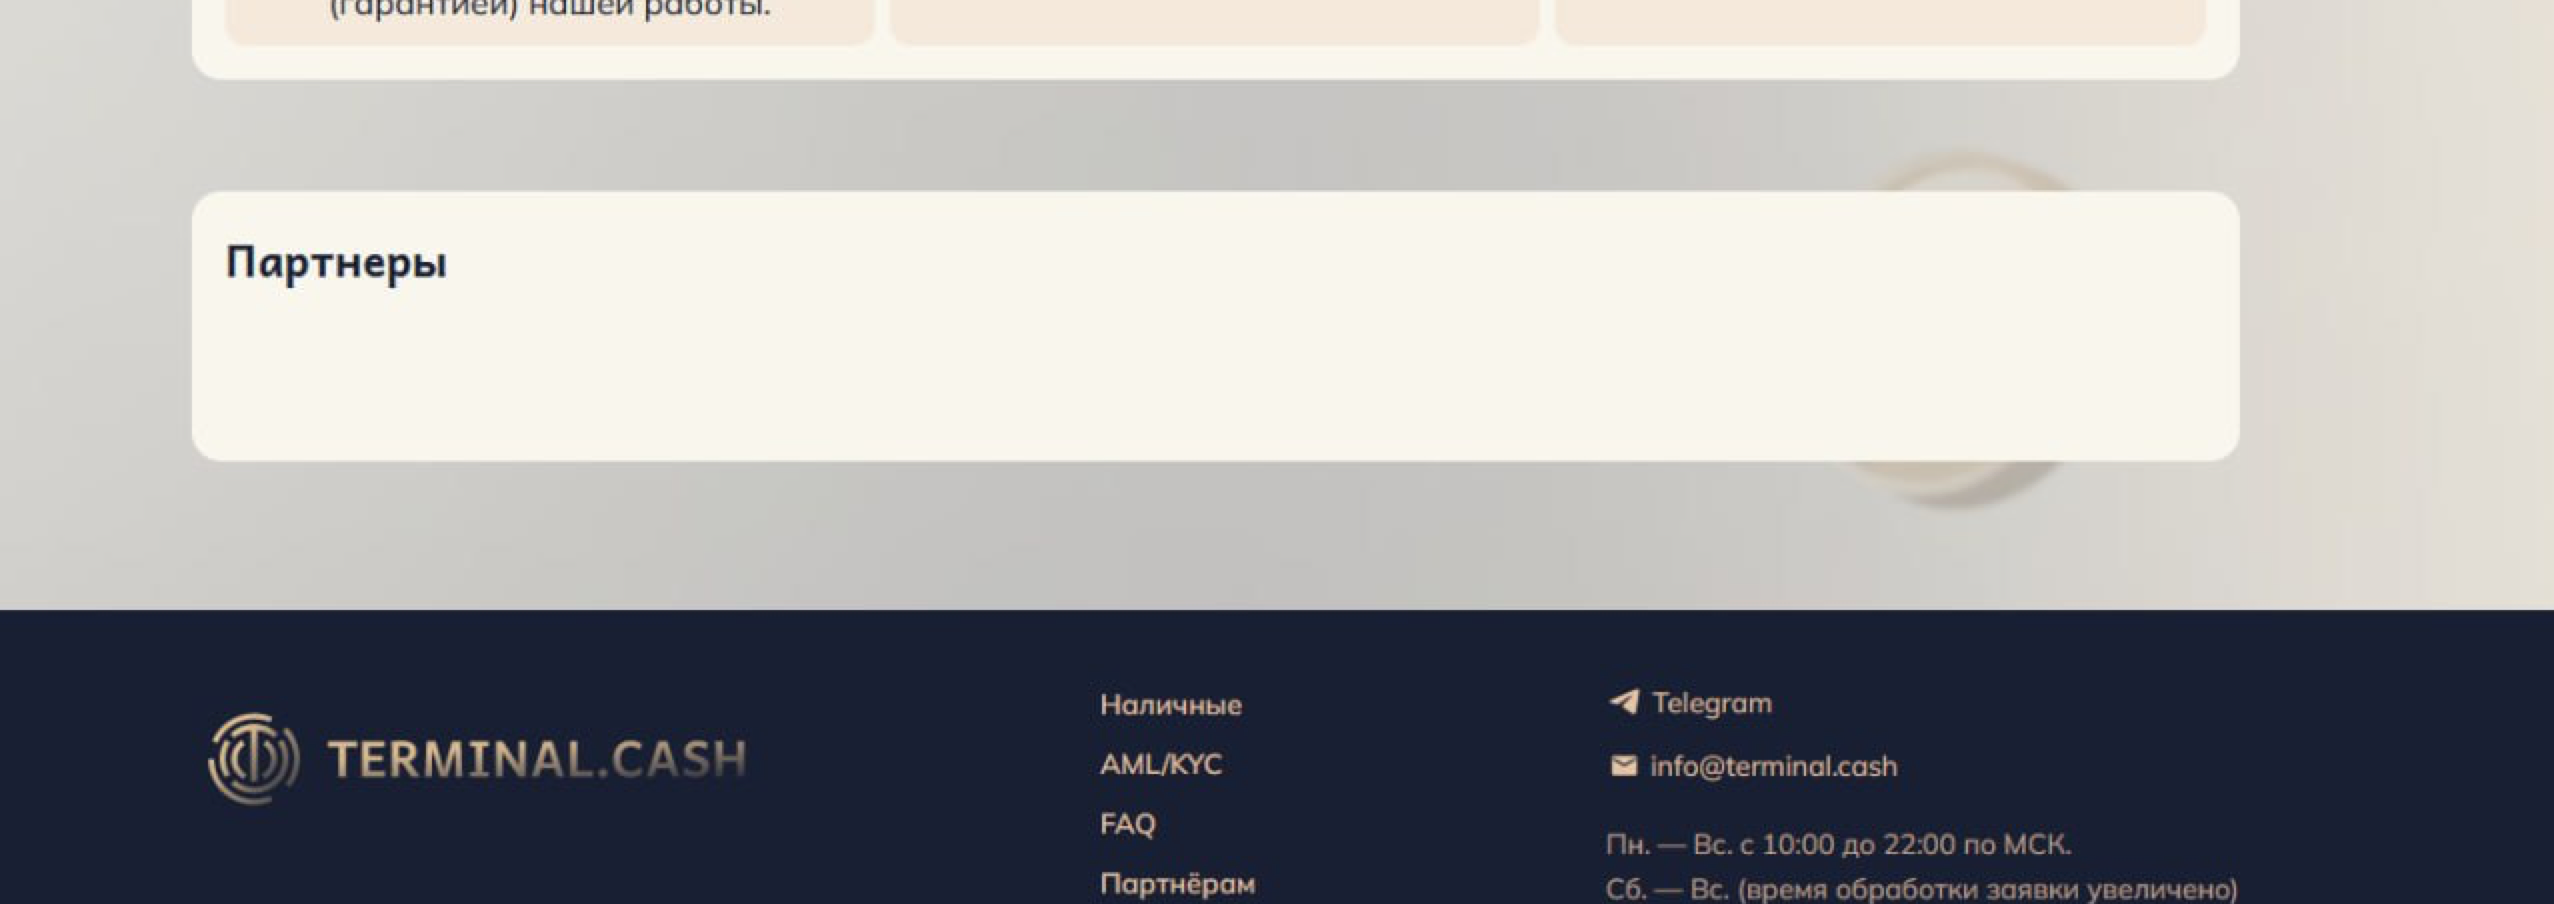 (гарантией) нашей работы.
Партнеры
TERMINAL.CASH
Наличные
AML/KYC
FAQ
Партнёрам
Telegram
info@terminal.cash
Пн. — Вс. с 10:00 до 22:00 по МСК.
Сб. — Вс. (время обработки заявки увеличено)